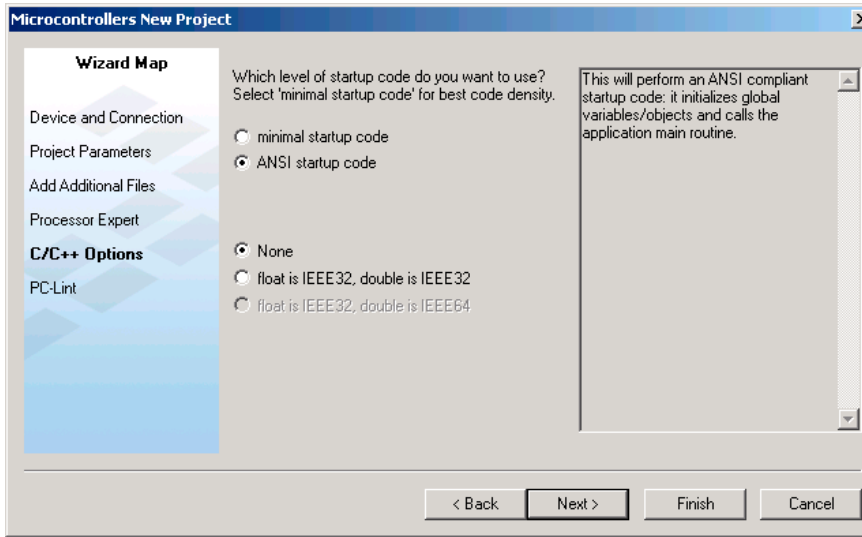 Microcontrollers New Project
Wizard Map
Device and Connection
Project Parameters
Add Additional Files
Processor Expert
C/C++ Options
PC-Lint
Which level of startup code do you want to use?
Select 'minimal startup code' for best code density.
minimal startup code
ANSI startup code
None
float is IEEE32, double is IEEE32
float is IEEE32, double is IEEE64
This will perform an ANSI compliant
startup code: it initializes global
variables/objects and calls the
application main routine.
< Back
Next >
Finish
Cancel